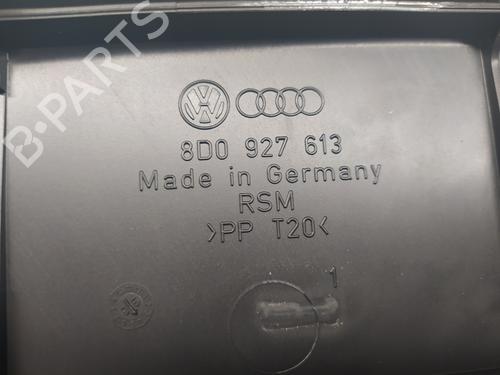 8D0 927 613
Made in Germany
RSM
>PP T20<
1
B-PARTS